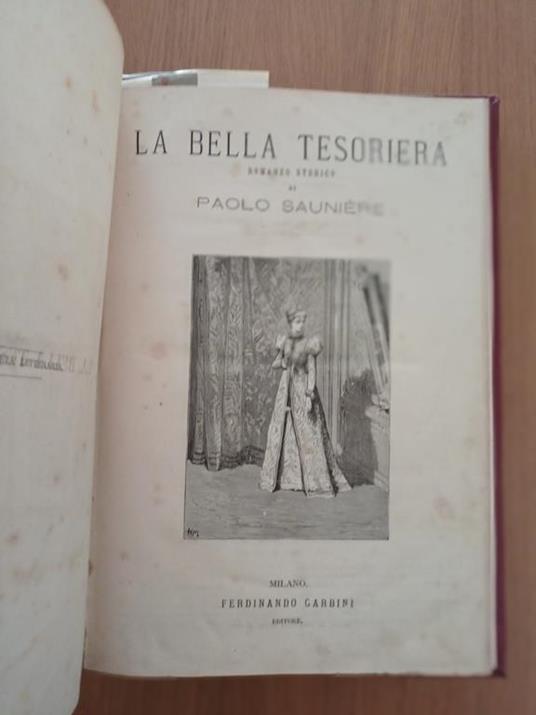 LA BELLA TESORIERA
ROMANZO STORICO
DI
PAOLO SAUNIÈRE
MILANO.
FERDINANDO GARBINI
EDITORE.